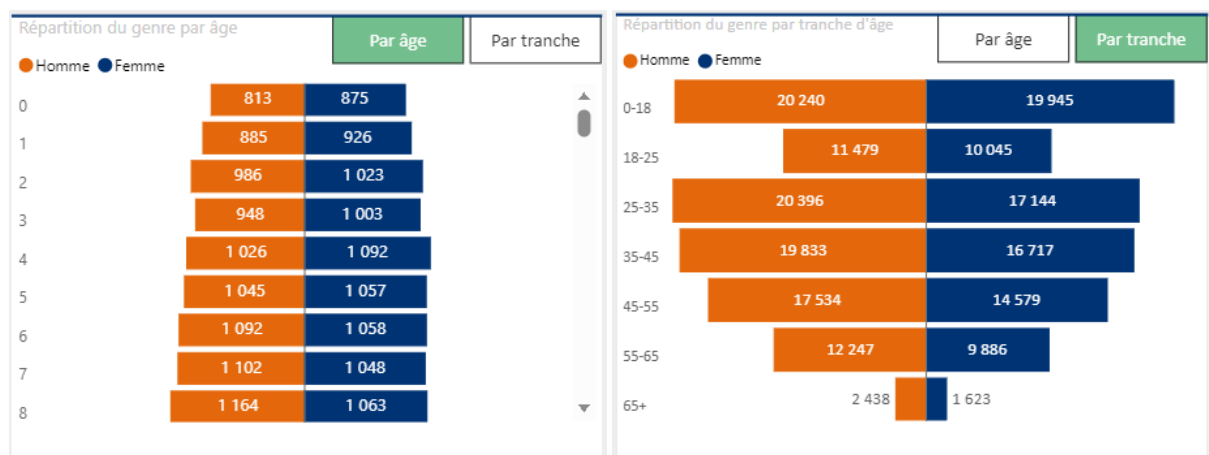 Répartition du genre par âge
Par âge Par tranche
Homme Femme
0 813 875
1 885 926
2 986 1 023
3 948 1 003
4 1 026 1 092
5 1 045 1 057
6 1 092 1 058
7 1 102 1 048
8 1 164 1 063
Répartition du genre par tranche d'âge
Par âge Par tranche
Homme Femme
0-18 20 240 19 945
18-25 11 479 10 045
25-35 20 396 17 144
35-45 19 833 16 717
45-55 17 534 14 579
55-65 12 247 9 886
65+ 2 438 1 623